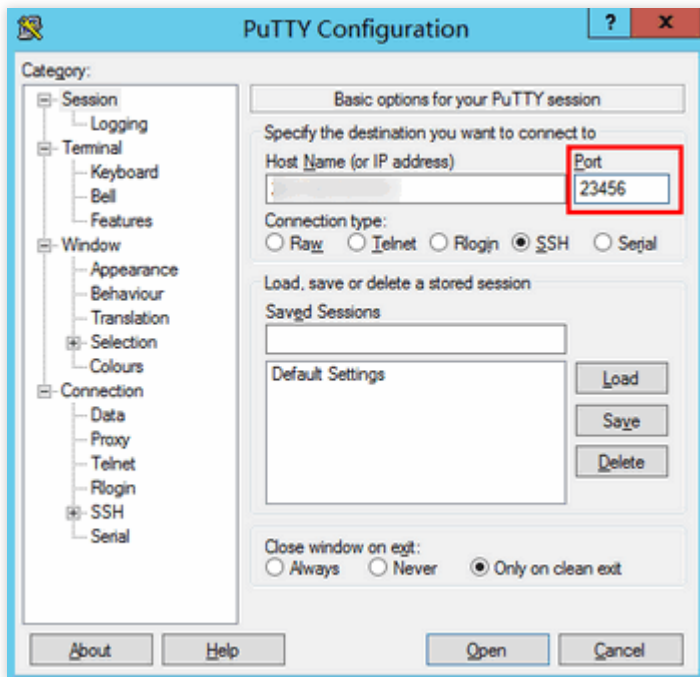 PuTTY Configuration
? x
Category:
Session
Logging
Terminal
Keyboard
Bell
Features
Window
Appearance
Behaviour
Translation
Selection
Colours
Connection
Data
Proxy
Telnet
Rlogin
SSH
Serial
Basic options for your PuTTY session
Specify the destination you want to connect to
Host Name (or IP address) Port
23456
Connection type:
Raw Telnet Rlogin SSH Serial
Load, save or delete a stored session
Saved Sessions
Default Settings
Load
Save
Delete
Close window on exit:
Always Never Only on clean exit
About Help Open Cancel